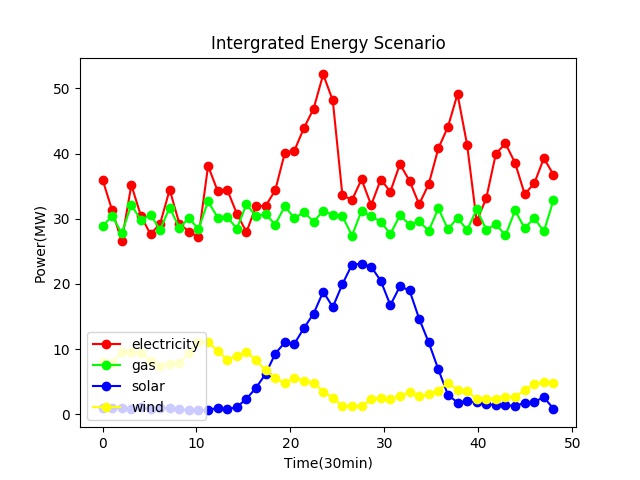 Intergrated Energy Scenario
Power(MW)
50
40
30
20
10
0
electricity
gas
solar
wind
0 10 20 30 40 50
Time(30min)